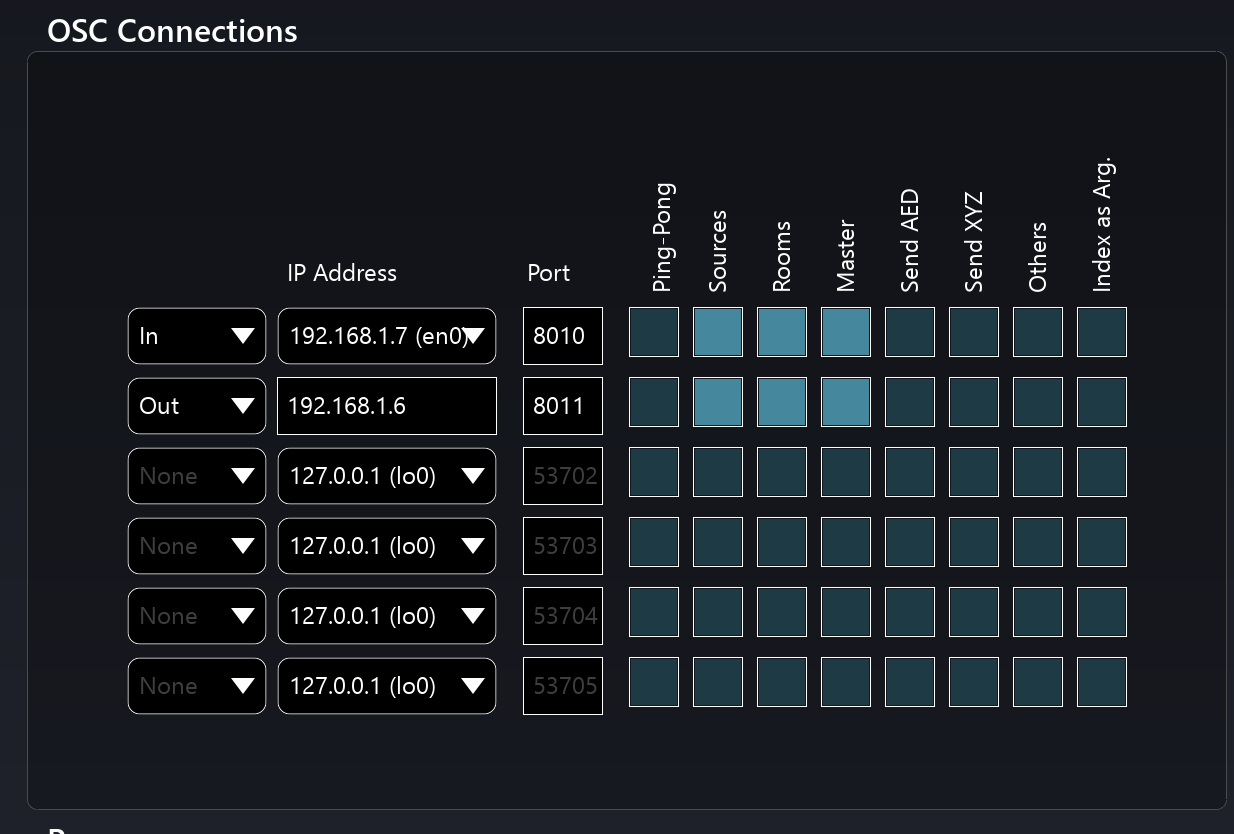 OSC Connections
IP Address
Port
Ping-Pong
Sources
Rooms
Master
Send AED
Send XYZ
Others
Index as Arg.
In 192.168.1.7 (en0) 8010
Out 192.168.1.6 8011
None 127.0.0.1 (lo0) 53702
None 127.0.0.1 (lo0) 53703
None 127.0.0.1 (lo0) 53704
None 127.0.0.1 (lo0) 53705